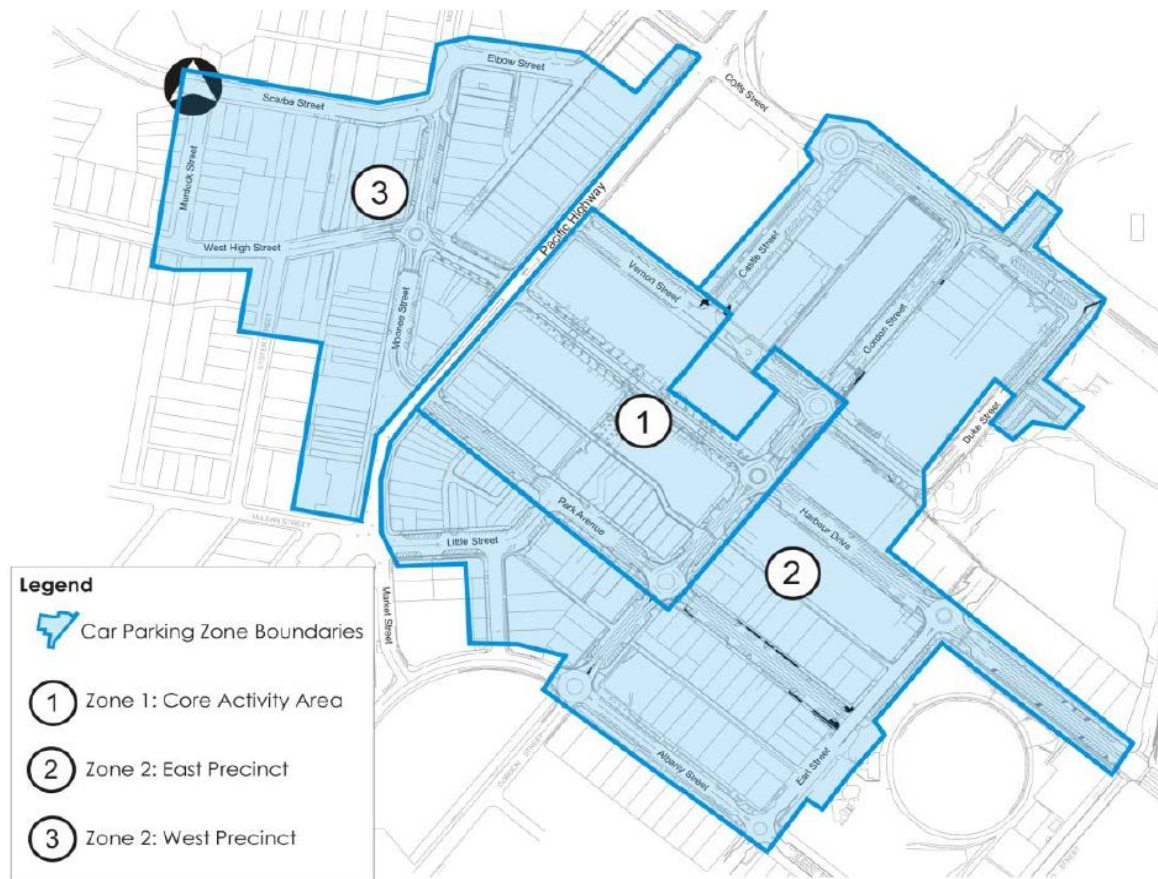 Elbow Street
Coffs Street
Scarba Street
3
Murdock Street
Pacific Highway
West High Street
Vernon Street
Castle Street
Gordon Street
Moonee Street
1
Duke Street
Park Avenue
Harbour Drive
Little Street
2
Market Street
Albany Street
Earl Street
GORDON STREET
STREET
Legend
Car Parking Zone Boundaries
1 Zone 1: Core Activity Area
2 Zone 2: East Precinct
3 Zone 2: West Precinct